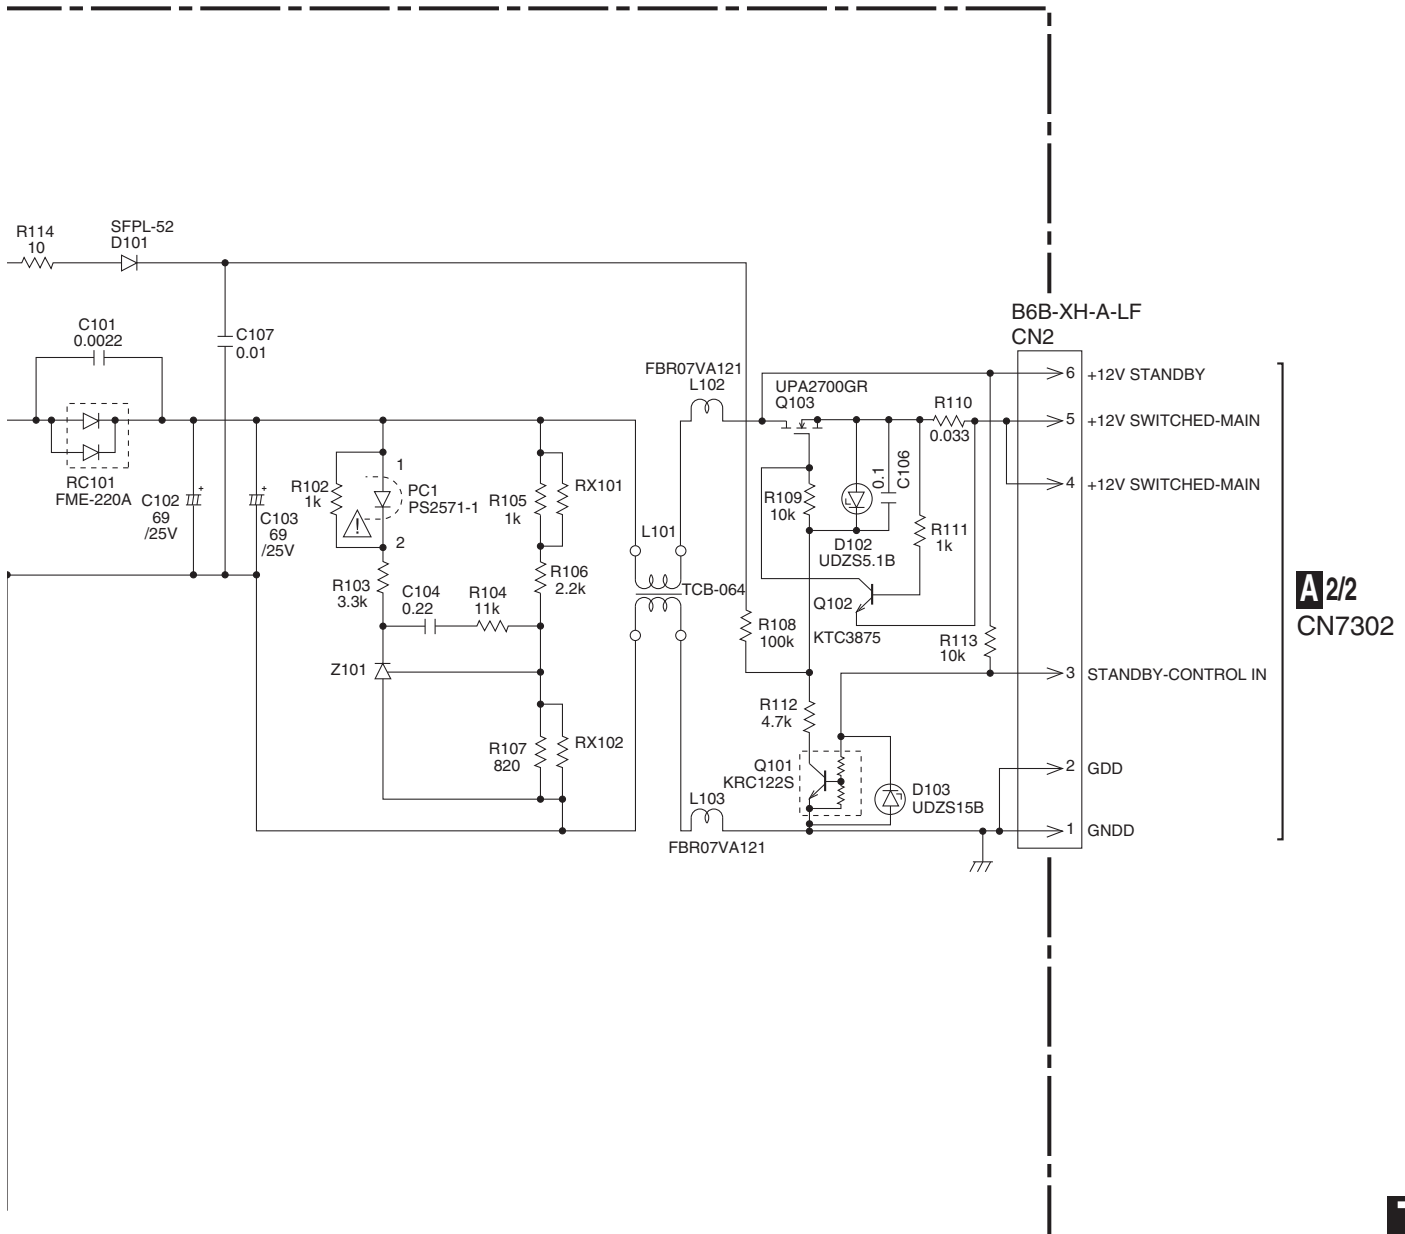 R114
10
SFPL-52
D101
C101
0.0022
C107
0.01
RC101
FME-220A
C102
69
/25V
+
C103
69
/25V
+
R102
1k
1
PC1
PS2571-1
!
2
R103
3.3k
C104
0.22
R104
11k
Z101
R105
1k
RX101
R106
2.2k
R107
820
RX102
L101
TCB-064
FBR07VA121
L102
L103
FBR07VA121
UPA2700GR
Q103
R109
10k
D102
UDZS5.1B
0.1
C106
R110
0.033
R111
1k
Q102
KTC3875
R108
100k
R113
10k
R112
4.7k
Q101
KRC122S
D103
UDZS15B
B6B-XH-A-LF
CN2
6 +12V STANDBY
5 +12V SWITCHED-MAIN
4 +12V SWITCHED-MAIN
3 STANDBY-CONTROL IN
2 GDD
1 GNDD
A 2/2
CN7302